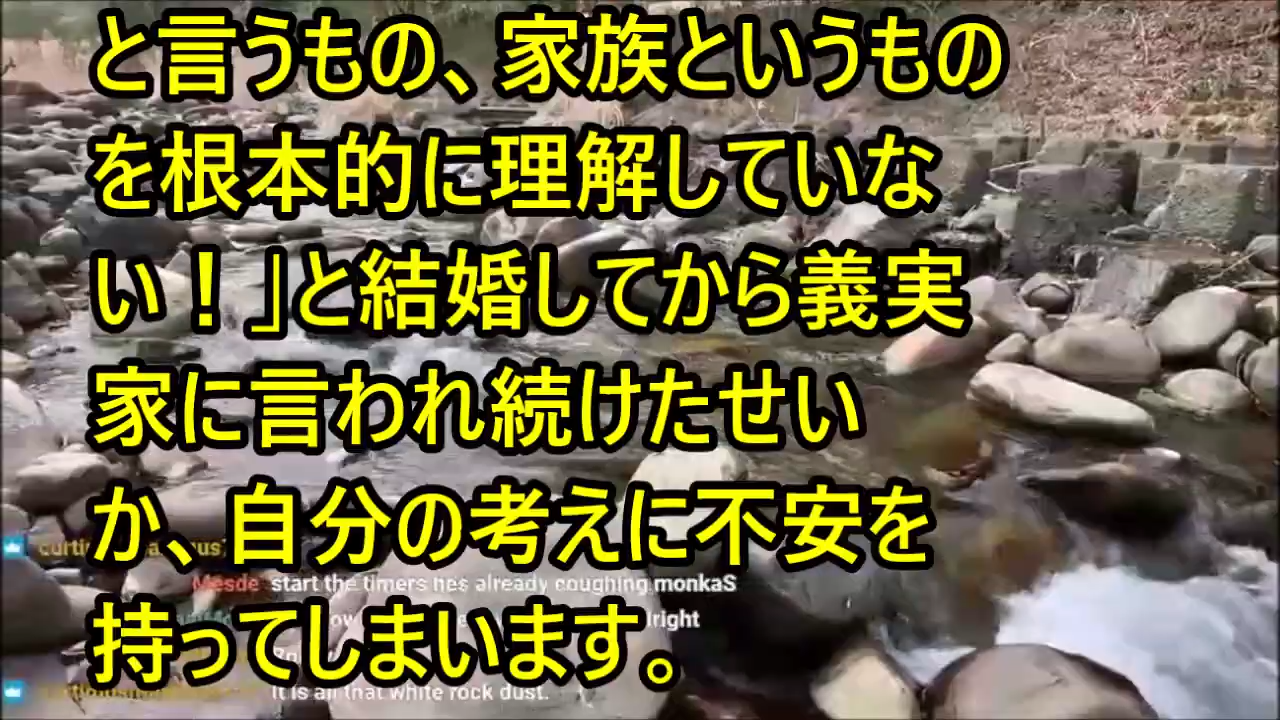 と言うもの、家族というもの
を根本的に理解していな
い！」と結婚してから義実
家に言われ続けたせい
か、自分の考えに不安を
Mesde start the timers hes already coughing monkaS
持ってしまいます。
It is all that white rock dust.